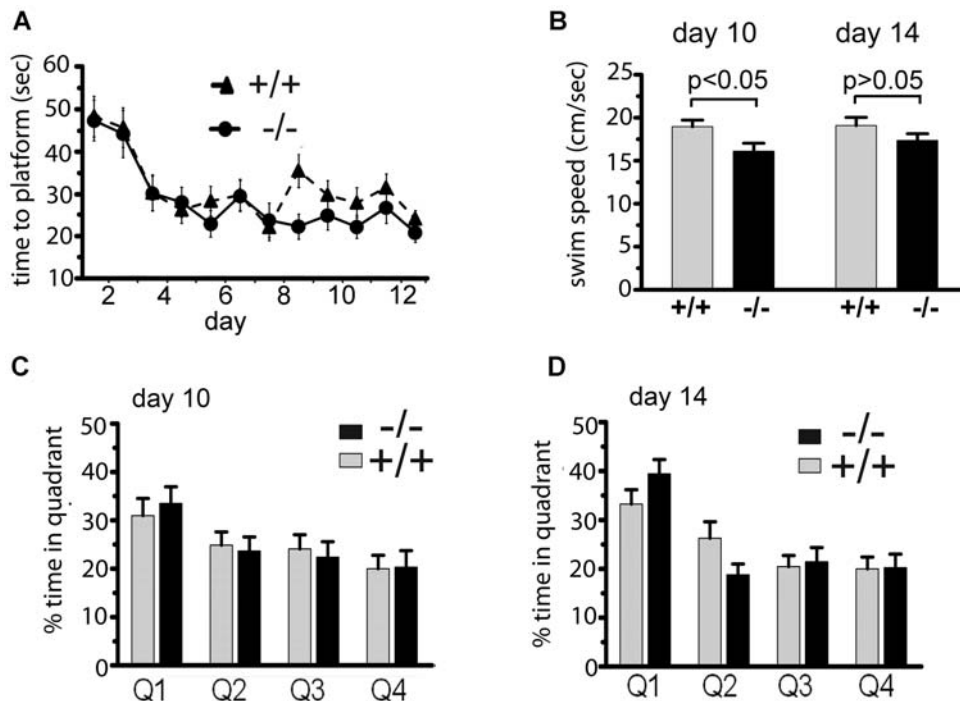 A
time to platform (sec)
60
50
40
30
20
10
+/+
-/-
2 4 6 8 10 12
day
B
day 10 day 14
swim speed (cm/sec)
25
20
15
10
5
0
p<0.05 p>0.05
+/+ -/- +/+ -/-
C
day 10
% time in quadrant
50
40
30
20
10
0
-/-
+/+
Q1 Q2 Q3 Q4
D
day 14
% time in quadrant
50
40
30
20
10
0
-/-
+/+
Q1 Q2 Q3 Q4